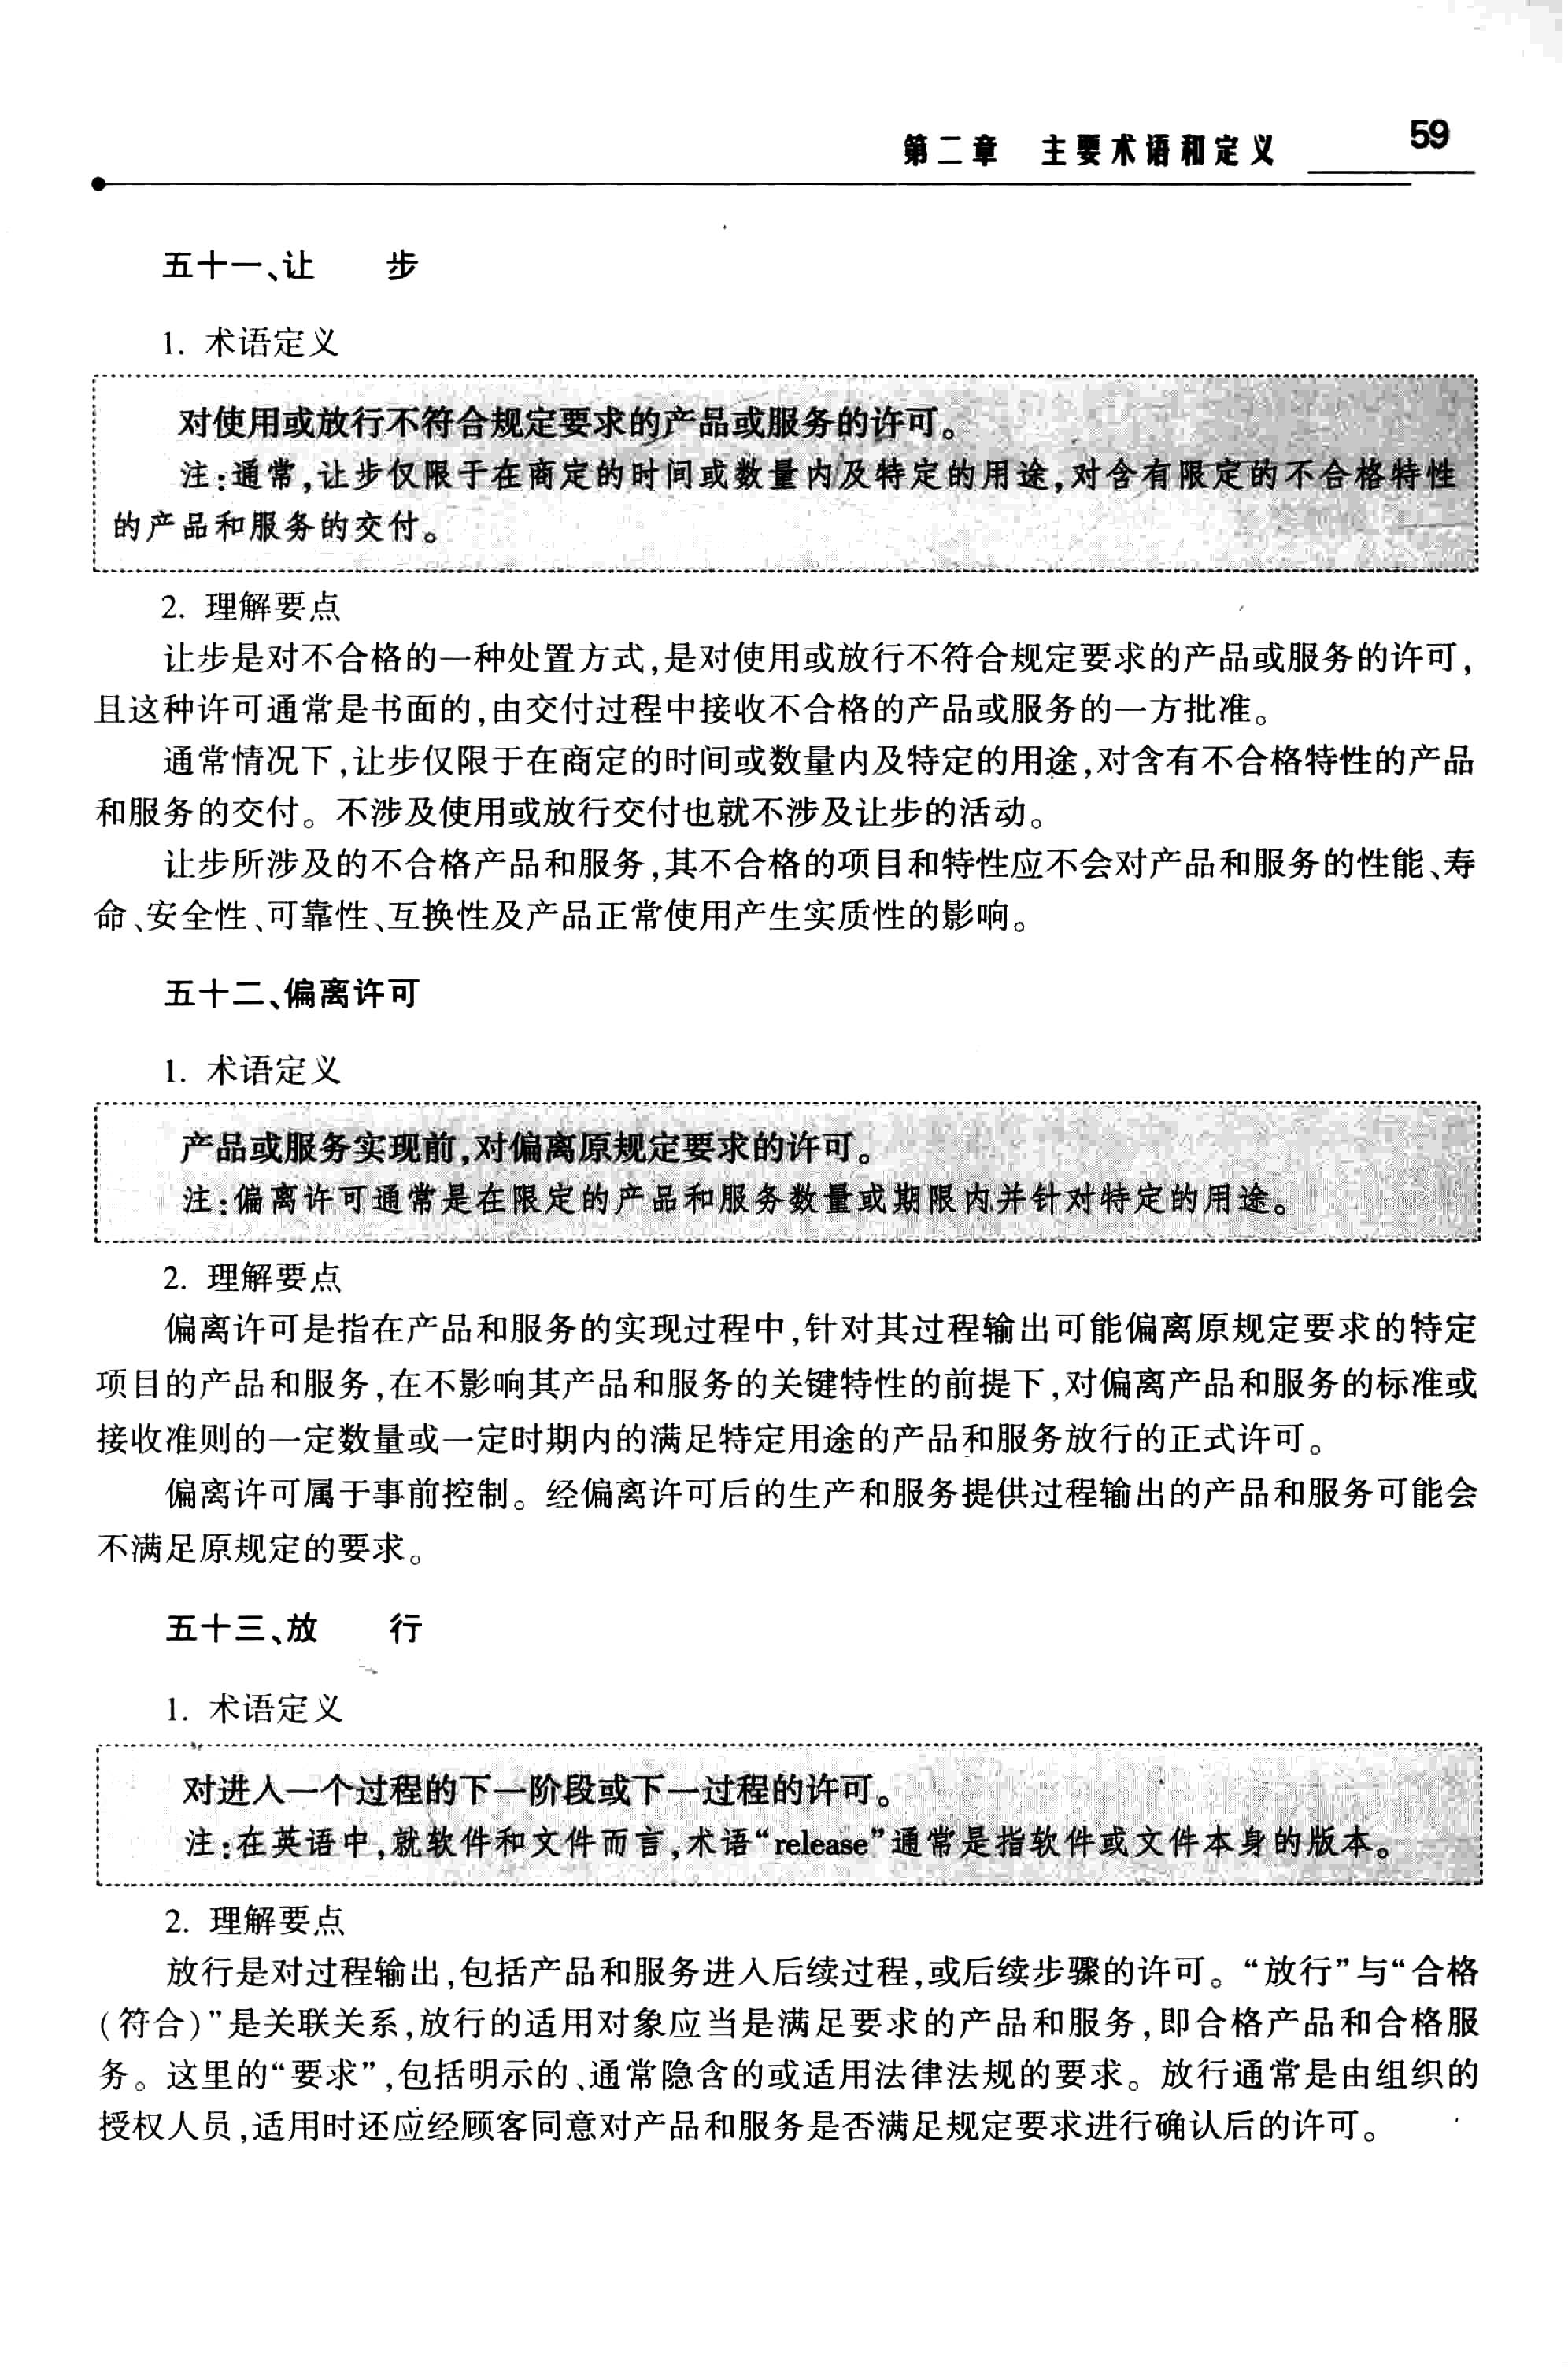 第二章 主要术语和定义 59
五十一、让 步
1. 术语定义
对使用或放行不符合规定要求的产品或服务的许可。
注:通常,让步仅限于在商定的时间或数量内及特定的用途,对含有限定的不合格特性
的产品和服务的交付。
2. 理解要点
让步是对不合格的一种处置方式,是对使用或放行不符合规定要求的产品或服务的许可,
且这种许可通常是书面的,由交付过程中接收不合格的产品或服务的一方批准。
通常情况下,让步仅限于在商定的时间或数量内及特定的用途,对含有不合格特性的产品
和服务的交付。不涉及使用或放行交付也就不涉及让步的活动。
让步所涉及的不合格产品和服务,其不合格的项目和特性应不会对产品和服务的性能、寿
命、安全性、可靠性、互换性及产品正常使用产生实质性的影响。
五十二、偏离许可
1. 术语定义
产品或服务实现前,对偏离原规定要求的许可。
注:偏离许可通常是在限定的产品和服务数量或期限内并针对特定的用途。
2. 理解要点
偏离许可是指在产品和服务的实现过程中,针对其过程输出可能偏离原规定要求的特定
项目的产品和服务,在不影响其产品和服务的关键特性的前提下,对偏离产品和服务的标准或
接收准则的一定数量或一定时期内的满足特定用途的产品和服务放行的正式许可。
偏离许可属于事前控制。经偏离许可后的生产和服务提供过程输出的产品和服务可能会
不满足原规定的要求。
五十三、放 行
1. 术语定义
对进入一个过程的下一阶段或下一过程的许可。
注:在英语中,就软件和文件而言,术语“release”通常是指软件或文件本身的版本。
2. 理解要点
放行是对过程输出,包括产品和服务进入后续过程,或后续步骤的许可。“放行”与“合格
(符合)”是关联关系,放行的适用对象应当是满足要求的产品和服务,即合格产品和合格服
务。这里的“要求”,包括明示的、通常隐含的或适用法律法规的要求。放行通常是由组织的
授权人员,适用时还应经顾客同意对产品和服务是否满足规定要求进行确认后的许可。